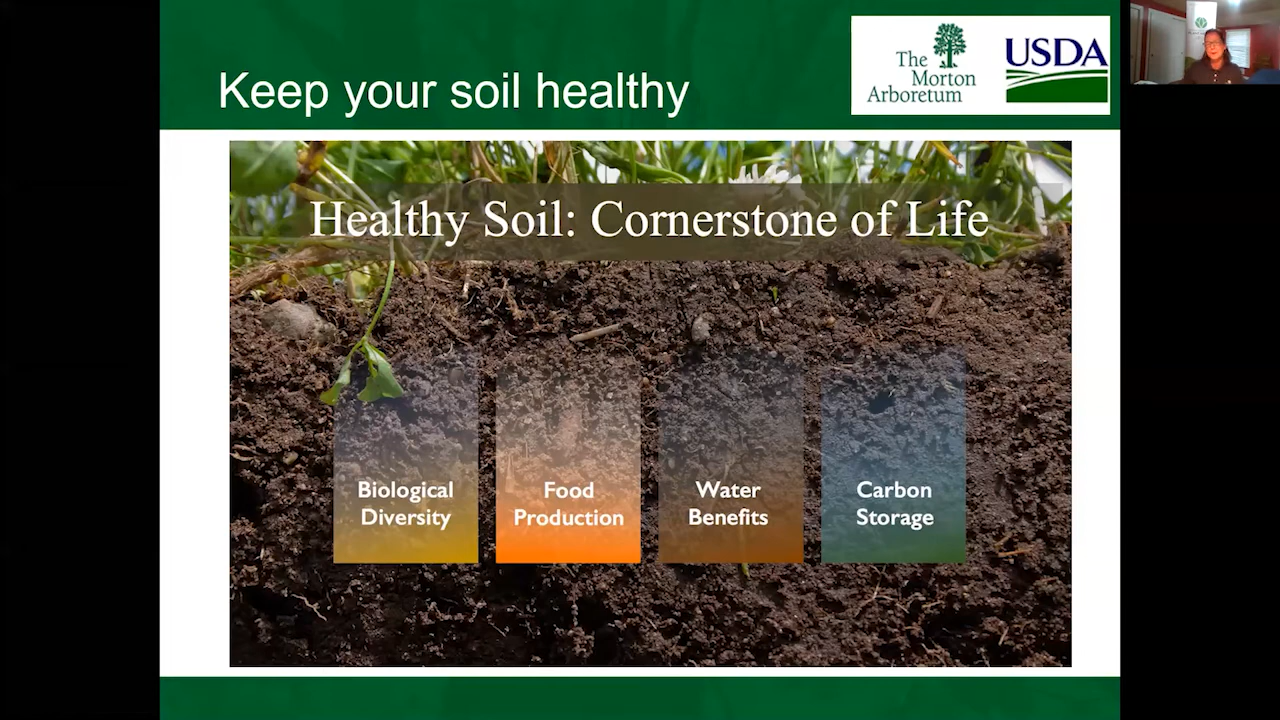 Keep your soil healthy
The
Morton
Arboretum
USDA
Healthy Soil: Cornerstone of Life
Biological
Diversity
Food
Production
Water
Benefits
Carbon
Storage